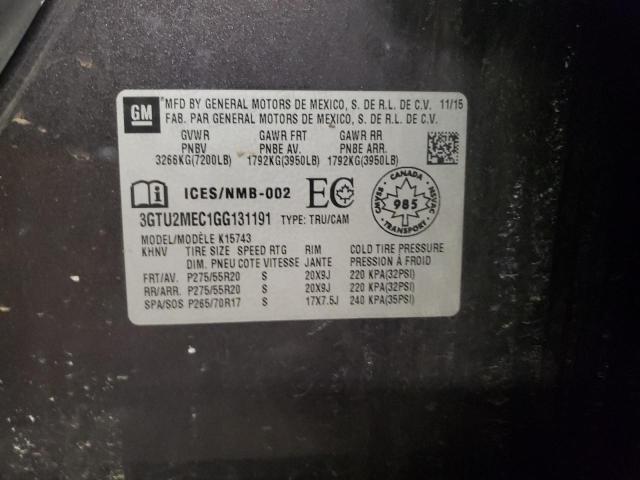 GM
MFD BY GENERAL MOTORS DE MEXICO, S. DE R.L. DE C.V. 11/15
FAB. PAR GENERAL MOTORS DE MEXICO, S. DE R.L. DE C.V.
GVWR GAWR FRT GAWR RR
PNBV PNBE AV. PNBE ARR.
3266KG(7200LB) 1792KG(3950LB) 1792KG(3950LB)
i ICES/NMB-002 EC CANADA CMVSS NSVAC 985 TRANSPORT
3GTU2MEC1GG131191 TYPE: TRU/CAM
MODEL/MODÈLE K15743
KHNV TIRE SIZE SPEED RTG RIM COLD TIRE PRESSURE
DIM. PNEU COTE VITESSE JANTE PRESSION À FROID
FRT/AV. P275/55R20 S 20X9J 220 KPA(32PSI)
RR/ARR. P275/55R20 S 20X9J 220 KPA(32PSI)
SPA/SOS P265/70R17 S 17X7.5J 240 KPA(35PSI)